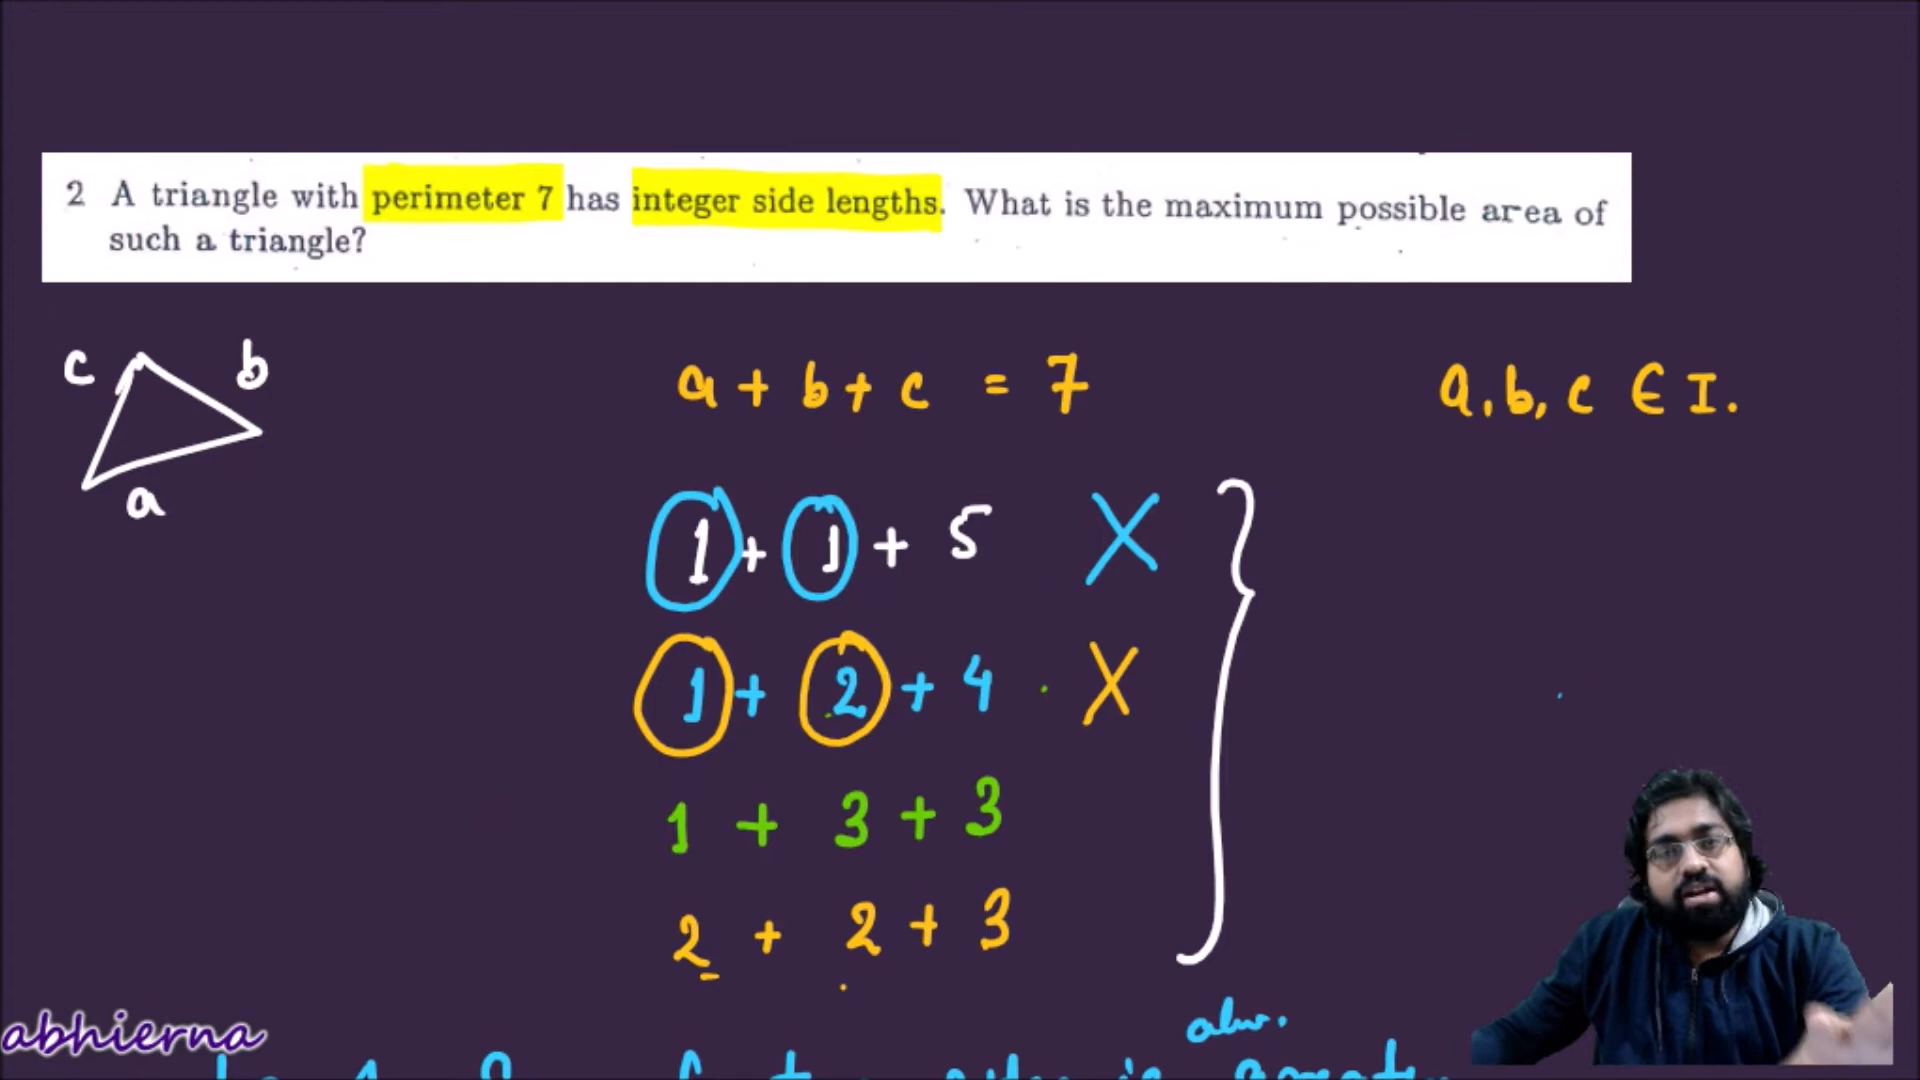 2 A triangle with perimeter 7 has integer side lengths. What is the maximum possible area of
such a triangle?
c b
a
a + b + c = 7 a, b, c ∈ I.
1 + 1 + 5 X
1 + 2 + 4 X
1 + 3 + 3
2 + 2 + 3
abhierna